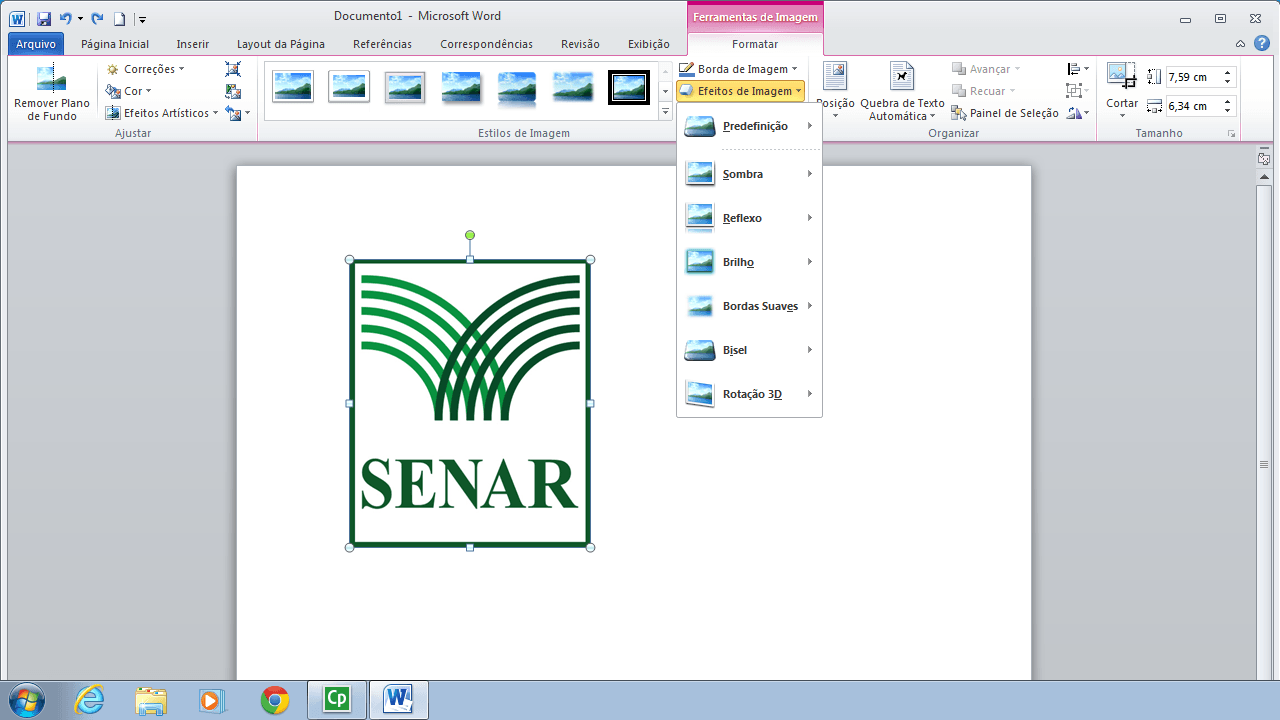 Documento1 - Microsoft Word
Ferramentas de Imagem
Arquivo
Página Inicial
Inserir
Layout da Página
Referências
Correspondências
Revisão
Exibição
Formatar
Remover Plano
de Fundo
Correções
Cor
Efeitos Artísticos
Ajustar
Estilos de Imagem
Borda de Imagem
Efeitos de Imagem
Posição
Quebra de Texto
Automática
Avançar
Recuar
Painel de Seleção
Organizar
Cortar
7,59 cm
6,34 cm
Tamanho
Predefinição
Sombra
Reflexo
Brilho
Bordas Suaves
Bisel
Rotação 3D
SENAR
Cp
W